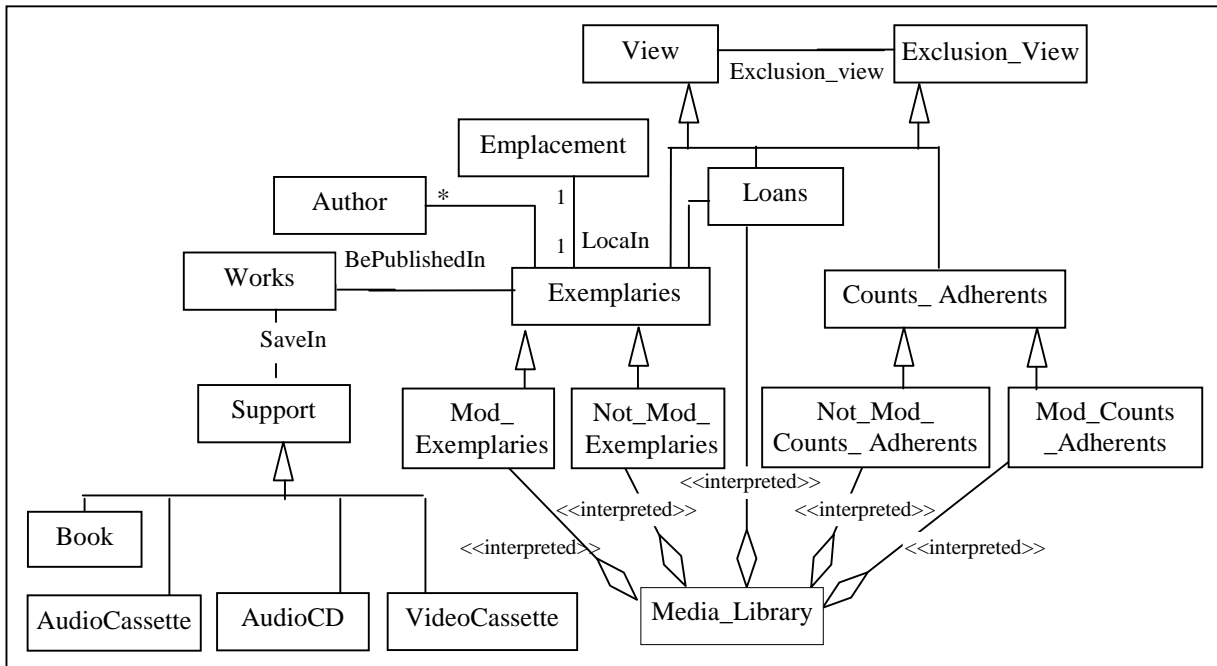 View
Exclusion_View
Exclusion_view
Emplacement
Author
*
1
Loans
1
LocaIn
BePublishedIn
Works
Exemplaries
Counts_ Adherents
SaveIn
Support
Mod_
Exemplaries
Not_Mod_
Exemplaries
Not_Mod_
Counts_ Adherents
Mod_Counts
_Adherents
<<interpreted>>
<<interpreted>>
<<interpreted>>
<<interpreted>>
<<interpreted>>
Book
AudioCassette
AudioCD
VideoCassette
Media_Library